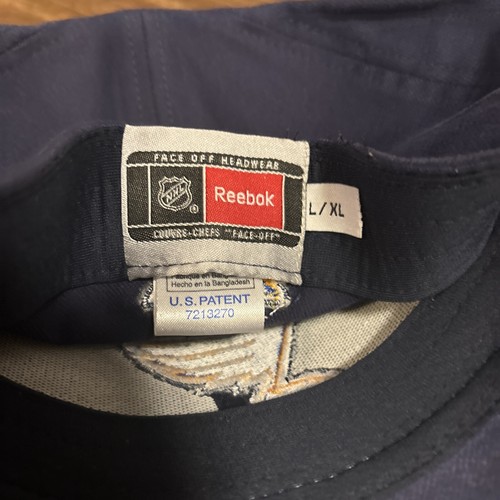 FACE OFF HEADWEAR
NHL
Reebok
COUVRE-CHEFS "FACE-OFF"
L/XL
Hecho en la Bangladesh
U.S. PATENT
7213270